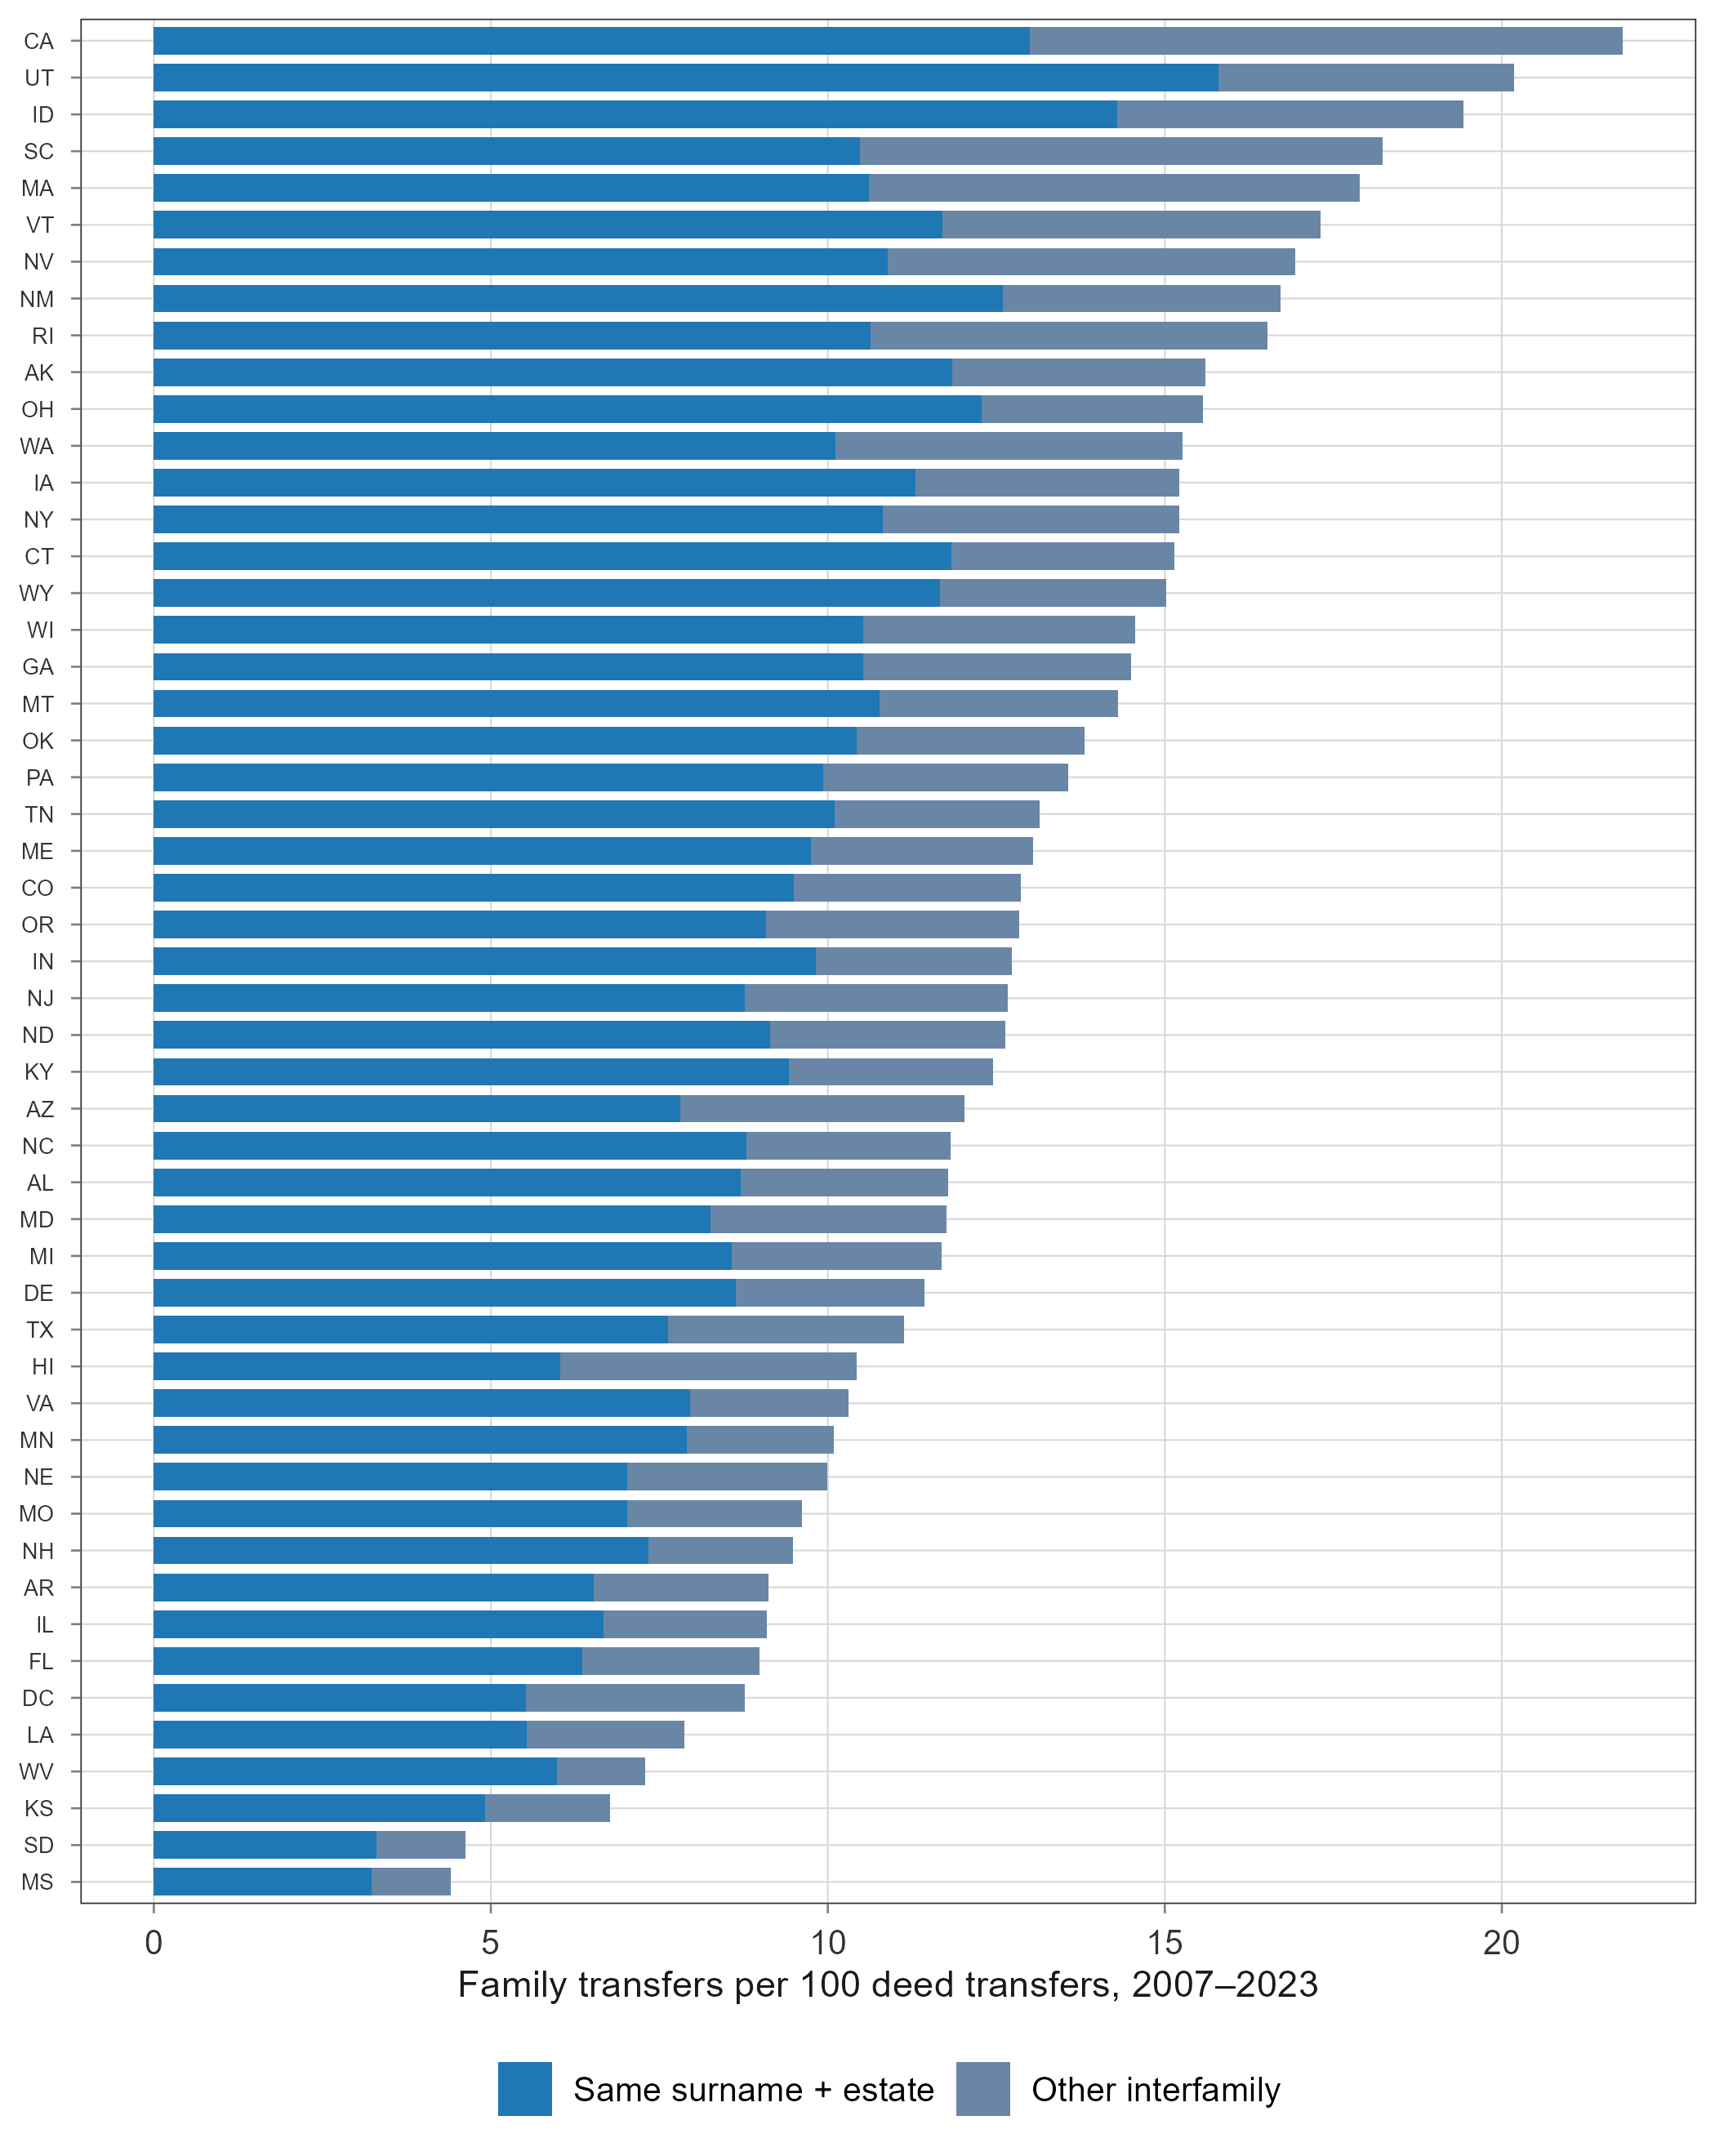 CA
UT
ID
SC
MA
VT
NV
NM
RI
AK
OH
WA
IA
NY
CT
WY
WI
GA
MT
OK
PA
TN
ME
CO
OR
IN
NJ
ND
KY
AZ
NC
AL
MD
MI
DE
TX
HI
VA
MN
NE
MO
NH
AR
IL
FL
DC
LA
WV
KS
SD
MS
0 5 10 15 20
Family transfers per 100 deed transfers, 2007–2023
Same surname + estate Other interfamily